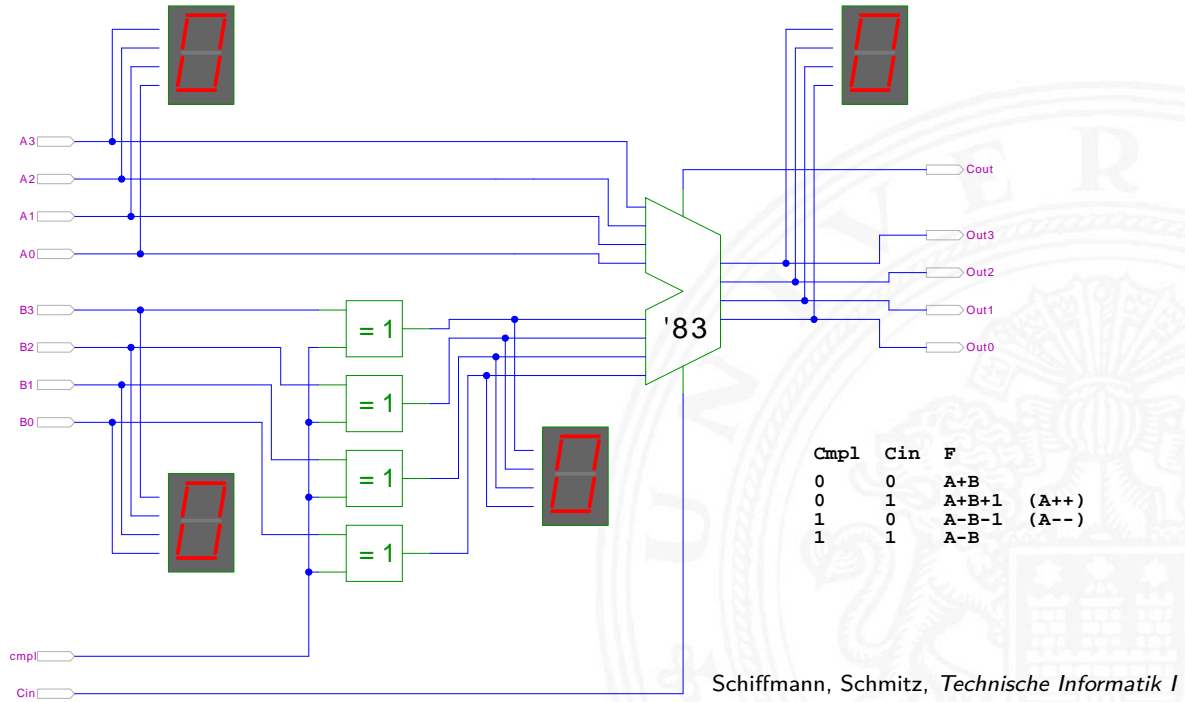 A3
A2
A1
A0
B3
B2
B1
B0
cmpl
Cin
= 1
= 1
= 1
= 1
'83
Cout
Out3
Out2
Out1
Out0
Cmpl Cin F
0 0 A+B
0 1 A+B+1 (A++)
1 0 A-B-1 (A--)
1 1 A-B
Schiffmann, Schmitz, Technische Informatik I